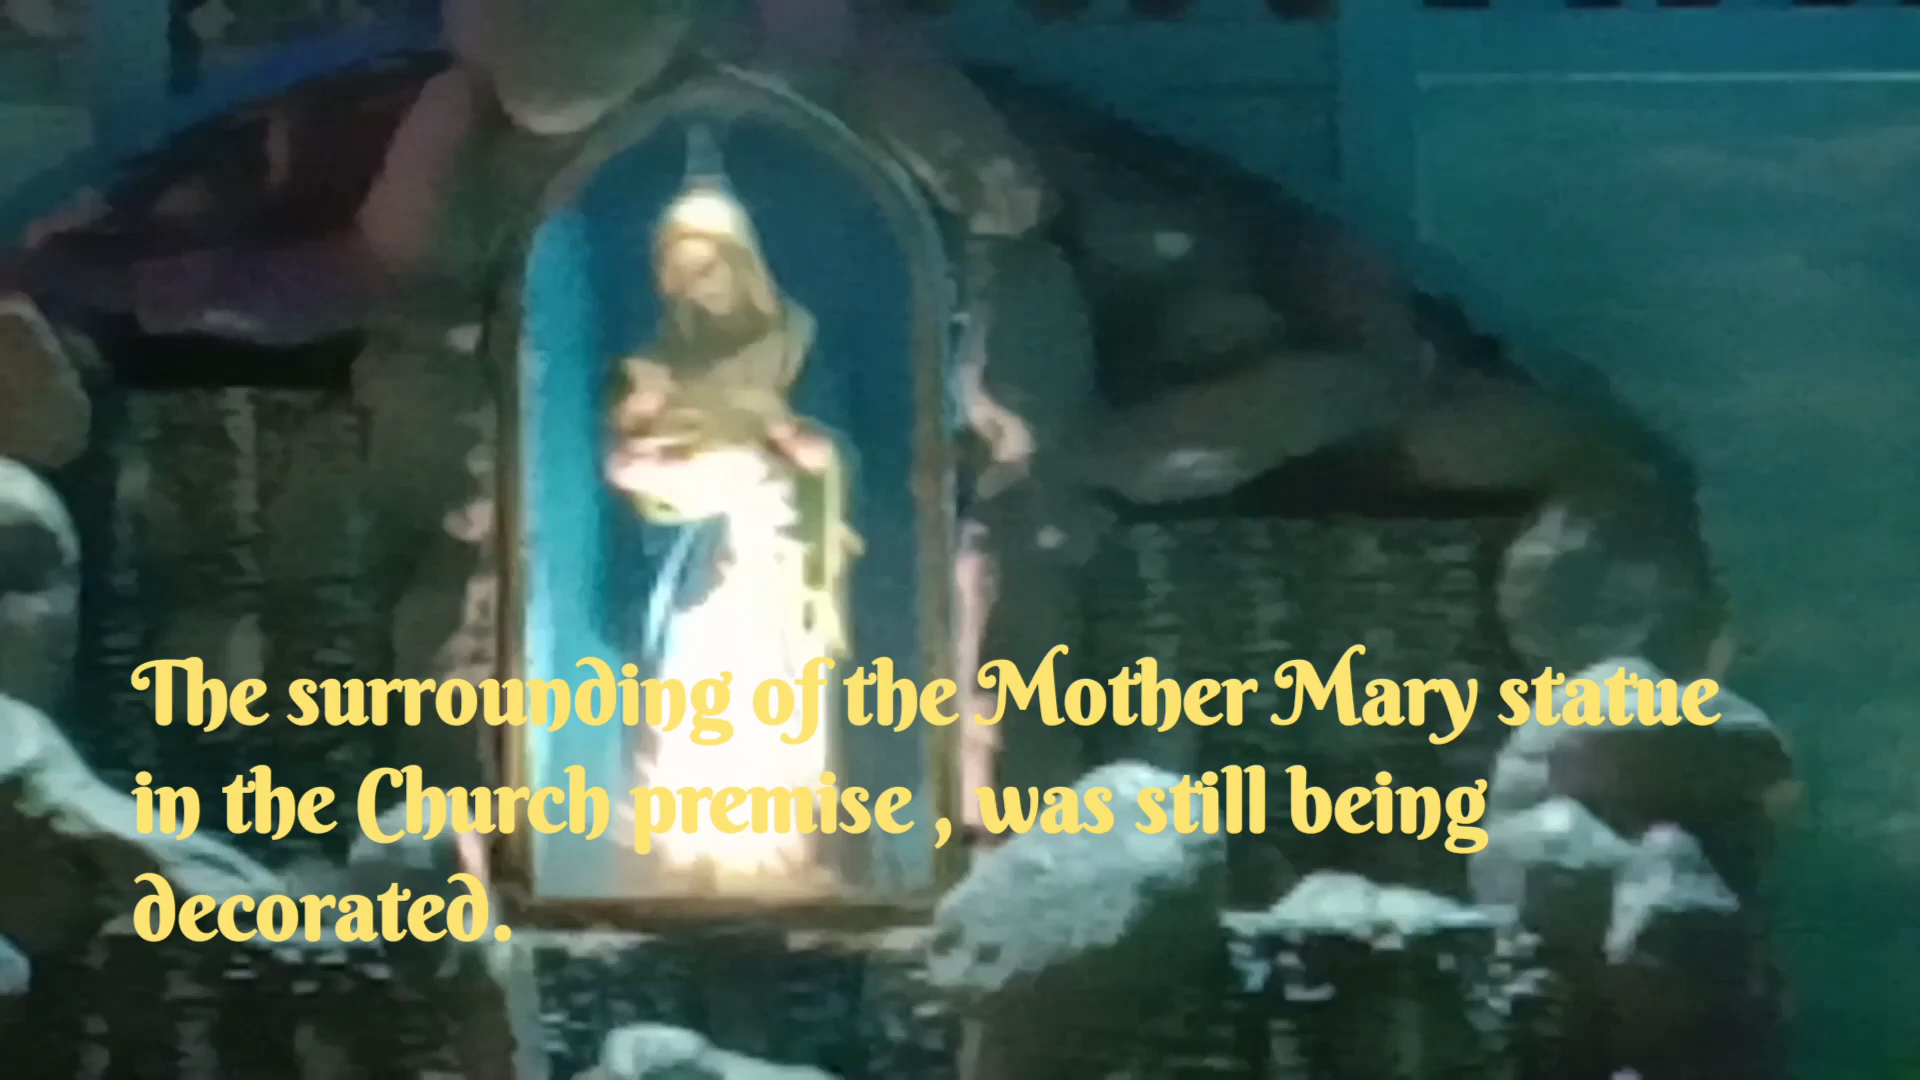 The surrounding of the Mother Mary statue
in the Church premise , was still being
decorated.